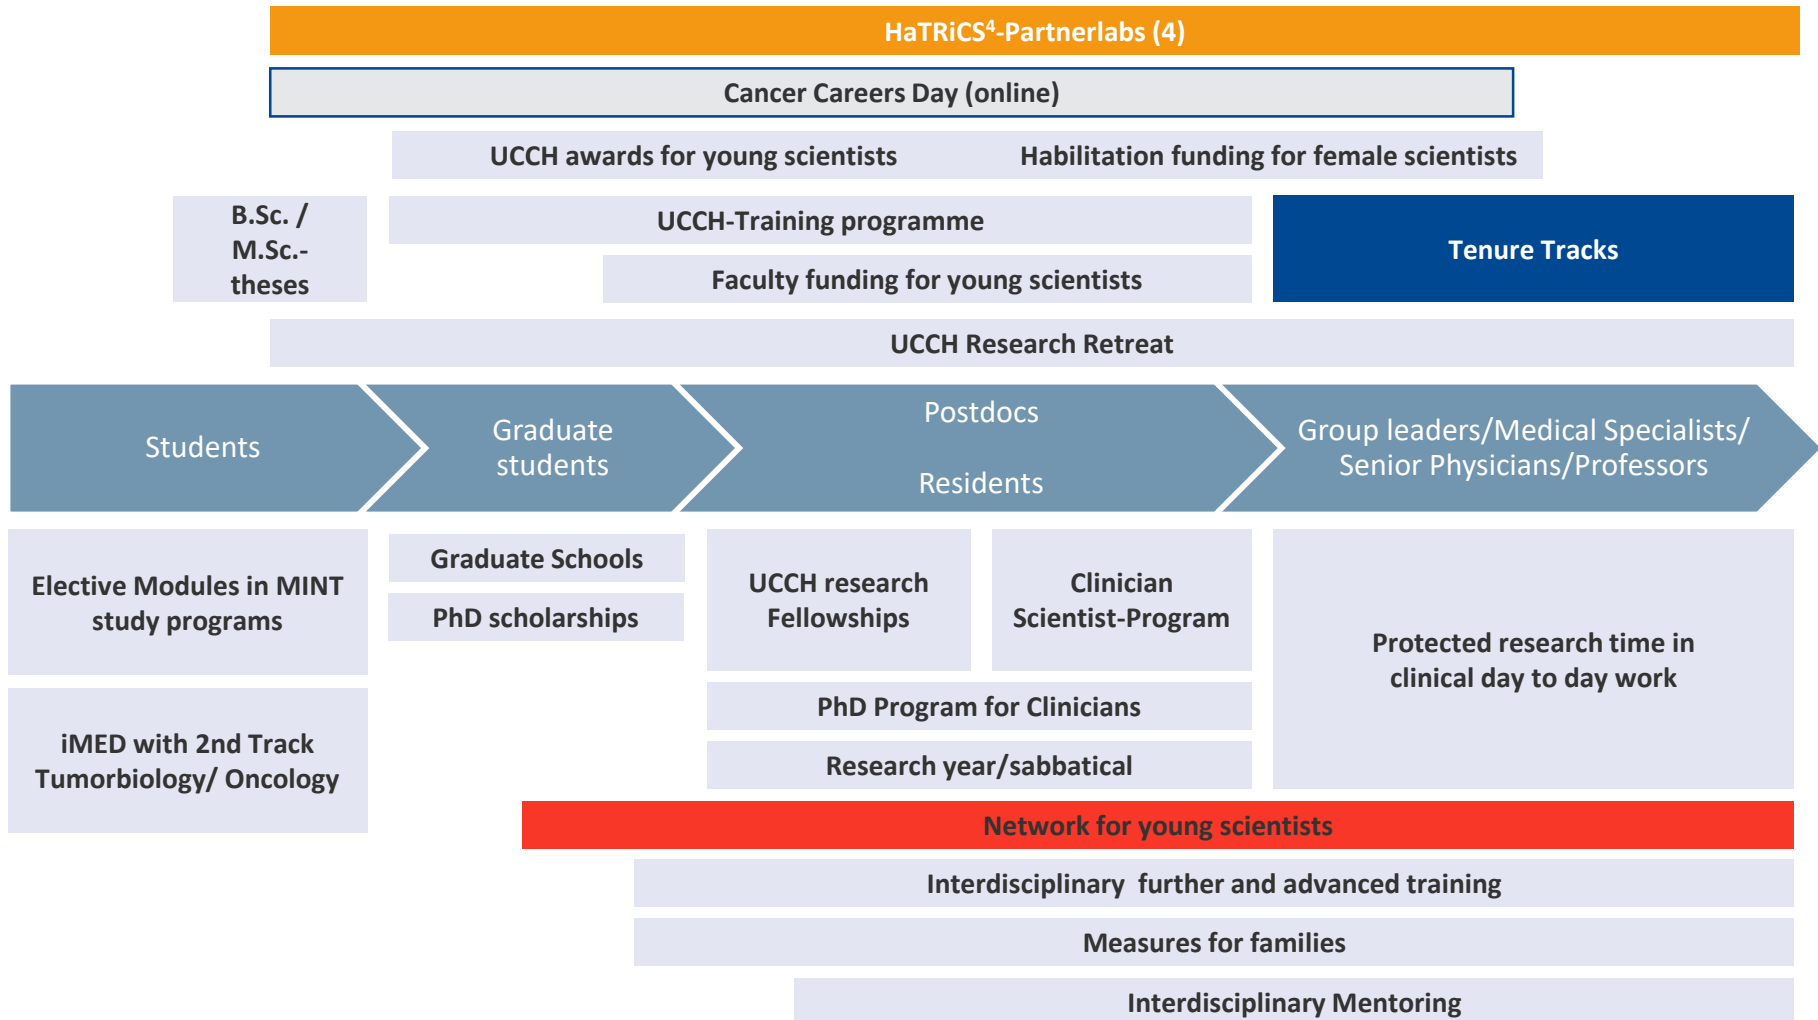 HaTRiCS⁴-Partnerlabs (4)
Cancer Careers Day (online)
UCCH awards for young scientists
Habilitation funding for female scientists
B.Sc. /
M.Sc.-
theses
UCCH-Training programme
Faculty funding for young scientists
Tenure Tracks
UCCH Research Retreat
Students
Graduate
students
Postdocs
Residents
Group leaders/Medical Specialists/
Senior Physicians/Professors
Elective Modules in MINT
study programs
iMED with 2nd Track
Tumorbiology/ Oncology
Graduate Schools
PhD scholarships
UCCH research
Fellowships
Clinician
Scientist-Program
PhD Program for Clinicians
Research year/sabbatical
Protected research time in
clinical day to day work
Network for young scientists
Interdisciplinary  further and advanced training
Measures for families
Interdisciplinary Mentoring